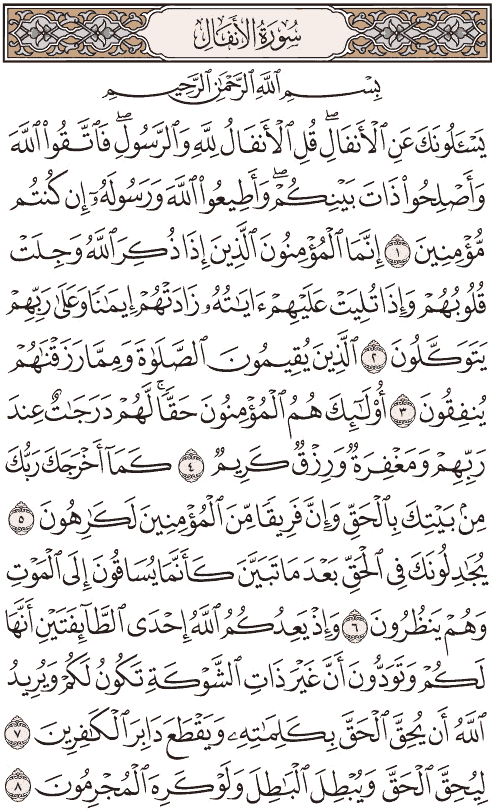 سُورَةُ الأَنفَالِ
بِسْمِ ٱللَّهِ ٱلرَّحْمَٰنِ ٱلرَّحِيمِ
يَسْـَٔلُونَكَ عَنِ ٱلْأَنفَالِۖ قُلِ ٱلْأَنفَالُ لِلَّهِ وَٱلرَّسُولِۖ فَٱتَّقُوا۟ ٱللَّهَ
وَأَصْلِحُوا۟ ذَاتَ بَيْنِكُمْۖ وَأَطِيعُوا۟ ٱللَّهَ وَرَسُولَهُۥٓ إِن كُنتُم
مُّؤْمِنِينَ ١ إِنَّمَا ٱلْمُؤْمِنُونَ ٱلَّذِينَ إِذَا ذُكِرَ ٱللَّهُ وَجِلَتْ
قُلُوبُهُمْ وَإِذَا تُلِيَتْ عَلَيْهِمْ ءَايَٰتُهُۥ زَادَتْهُمْ إِيمَٰنًا وَعَلَىٰ رَبِّهِمْ
يَتَوَكَّلُونَ ٢ ٱلَّذِينَ يُقِيمُونَ ٱلصَّلَوٰةَ وَمِمَّا رَزَقْنَٰهُمْ
يُنفِقُونَ ٣ أُو۟لَٰٓئِكَ هُمُ ٱلْمُؤْمِنُونَ حَقًّاۚ لَّهُمْ دَرَجَٰتٌ عِندَ
رَبِّهِمْ وَمَغْفِرَةٌ وَرِزْقٌ كَرِيمٌ ٤ كَمَآ أَخْرَجَكَ رَبُّكَ
مِنۢ بَيْتِكَ بِٱلْحَقِّ وَإِنَّ فَرِيقًا مِّنَ ٱلْمُؤْمِنِينَ لَكَٰرِهُونَ ٥
يُجَٰدِلُونَكَ فِى ٱلْحَقِّ بَعْدَ مَا تَبَيَّنَ كَأَنَّمَا يُسَاقُونَ إِلَى ٱلْمَوْتِ
وَهُمْ يَنظُرُونَ ٦ وَإِذْ يَعِدُكُمُ ٱللَّهُ إِحْدَى ٱلطَّآئِفَتَيْنِ أَنَّهَا
لَكُمْ وَتَوَدُّونَ أَنَّ غَيْرَ ذَاتِ ٱلشَّوْكَةِ تَكُونُ لَكُمْ وَيُرِيدُ
ٱللَّهُ أَن يُحِقَّ ٱلْحَقَّ بِكَلِمَٰتِهِۦ وَيَقْطَعَ دَابِرَ ٱلْكَٰفِرِينَ ٧
لِيُحِقَّ ٱلْحَقَّ وَيُبْطِلَ ٱلْبَٰطِلَ وَلَوْ كَرِهَ ٱلْمُجْرِمُونَ ٨